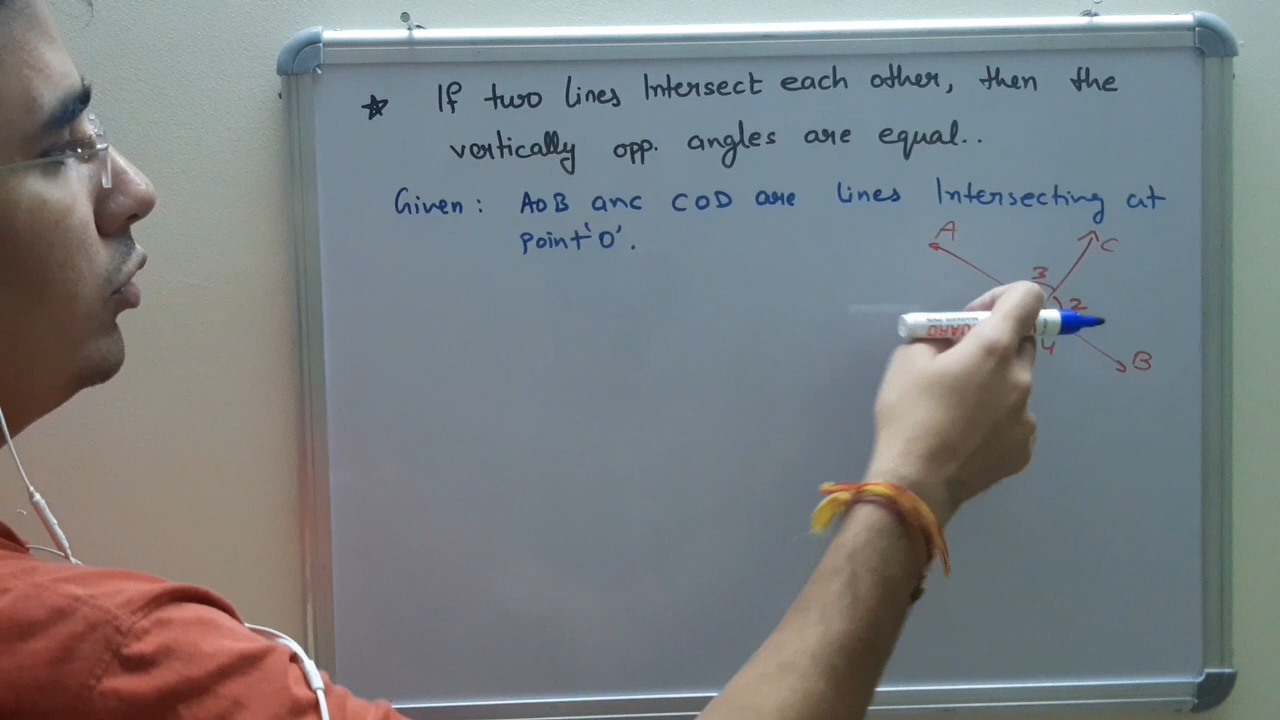 ☆ If two lines Intersect each other, then the
vertically opp. angles are equal..
Given : AOB anc COD are lines Intersecting at
point 'O'.
A
C
3
2
4
B